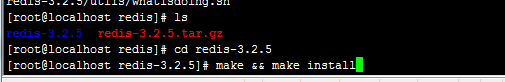 redis-3.2.5/utils/whatisdoing.sh
[root@localhost redis]# ls
redis-3.2.5 redis-3.2.5.tar.gz
[root@localhost redis]# cd redis-3.2.5
[root@localhost redis-3.2.5]# make && make install